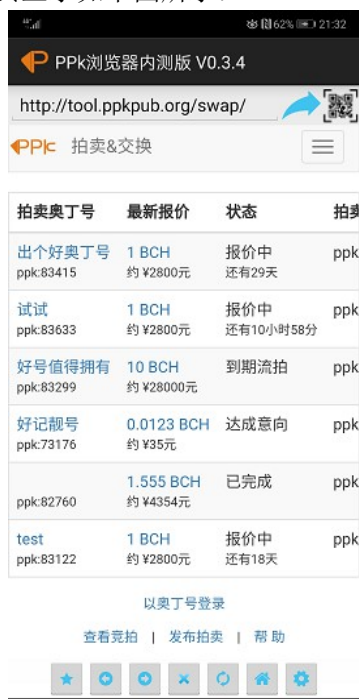 62% 21:32
PPk浏览器内测版 V0.3.4
http://tool.ppkpub.org/swap/
PPk 拍卖&交换
拍卖奥丁号 最新报价 状态 拍卖
出个好奥丁号 1 BCH 报价中 ppk
ppk:83415 约 ¥2800元 还有29天
试试 1 BCH 报价中 ppk
ppk:83633 约 ¥2800元 还有10小时58分
好号值得拥有 10 BCH 到期流拍 ppk
ppk:83299 约 ¥28000元
好记靓号 0.0123 BCH 达成意向 ppk
ppk:73176 约 ¥35元
1.555 BCH 已完成 ppk
ppk:82760 约 ¥4354元
test 1 BCH 报价中 ppk
ppk:83122 约 ¥2800元 还有18天
以奥丁号登录
查看竞拍 | 发布拍卖 | 帮 助